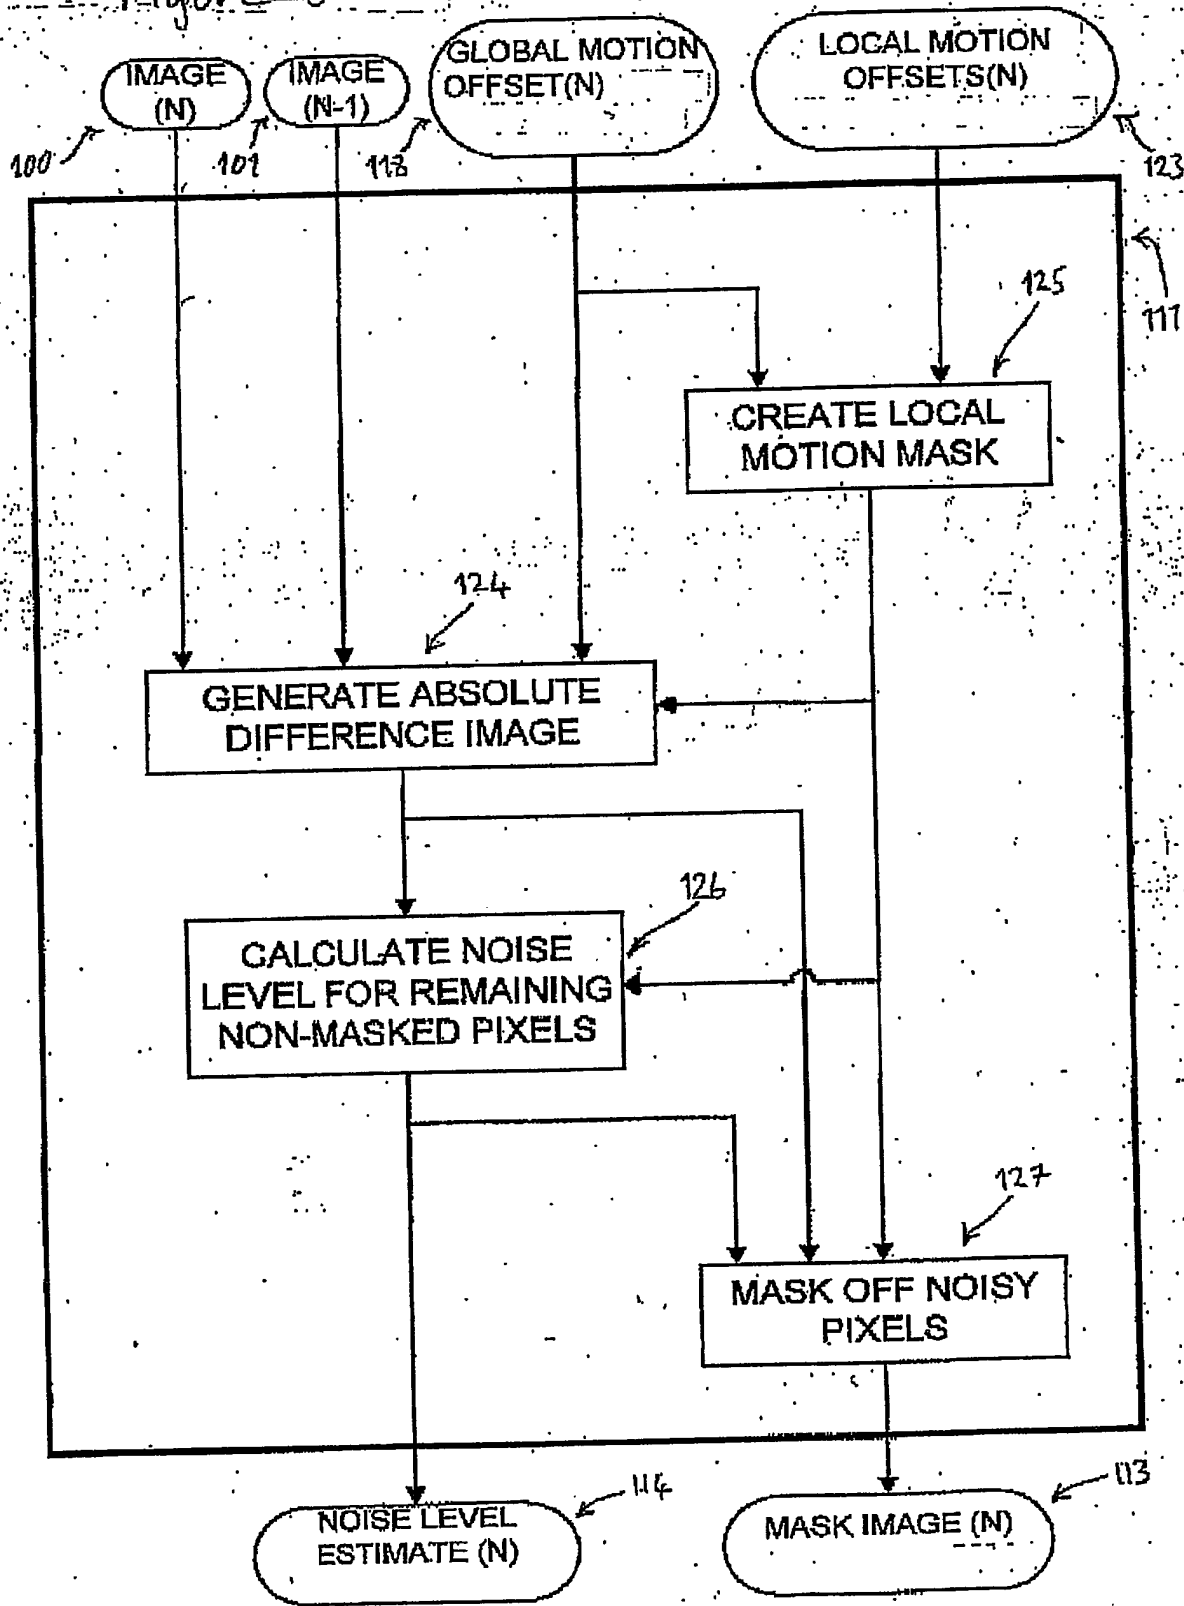 IMAGE
(N)
IMAGE
(N-1)
GLOBAL MOTION
OFFSET(N)
LOCAL MOTION
OFFSETS(N)
100
101
118
123
111
125
CREATE LOCAL
MOTION MASK
124
GENERATE ABSOLUTE
DIFFERENCE IMAGE
126
CALCULATE NOISE
LEVEL FOR REMAINING
NON-MASKED PIXELS
127
MASK OFF NOISY
PIXELS
114
113
NOISE LEVEL
ESTIMATE (N)
MASK IMAGE (N)